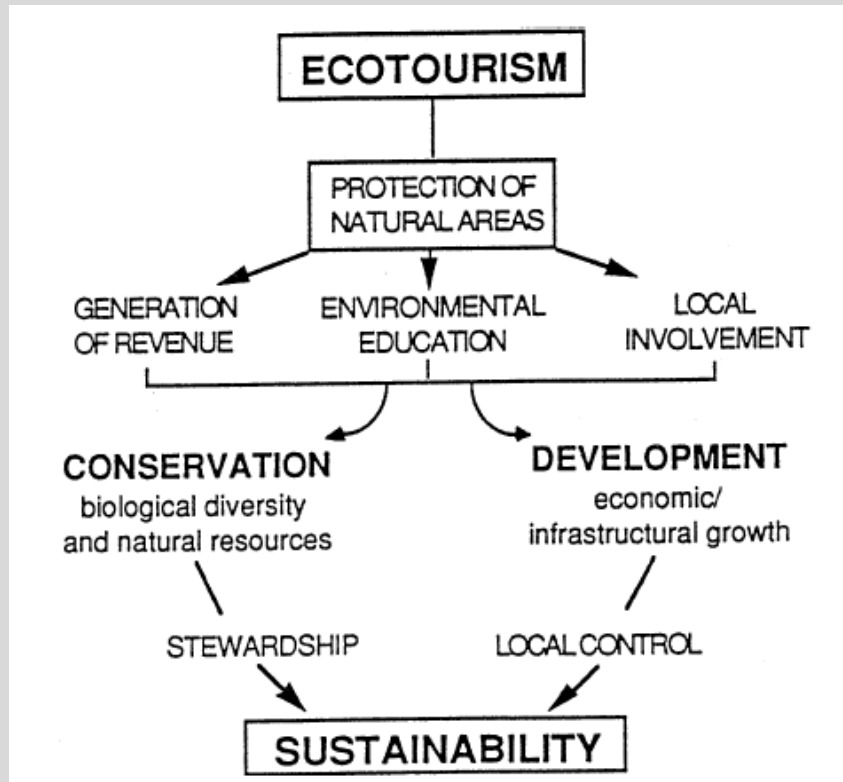 ECOTOURISM
PROTECTION OF
NATURAL AREAS
GENERATION
OF REVENUE
ENVIRONMENTAL
EDUCATION
LOCAL
INVOLVEMENT
CONSERVATION
biological diversity
and natural resources
DEVELOPMENT
economic/
infrastructural growth
STEWARDSHIP
LOCAL CONTROL
SUSTAINABILITY